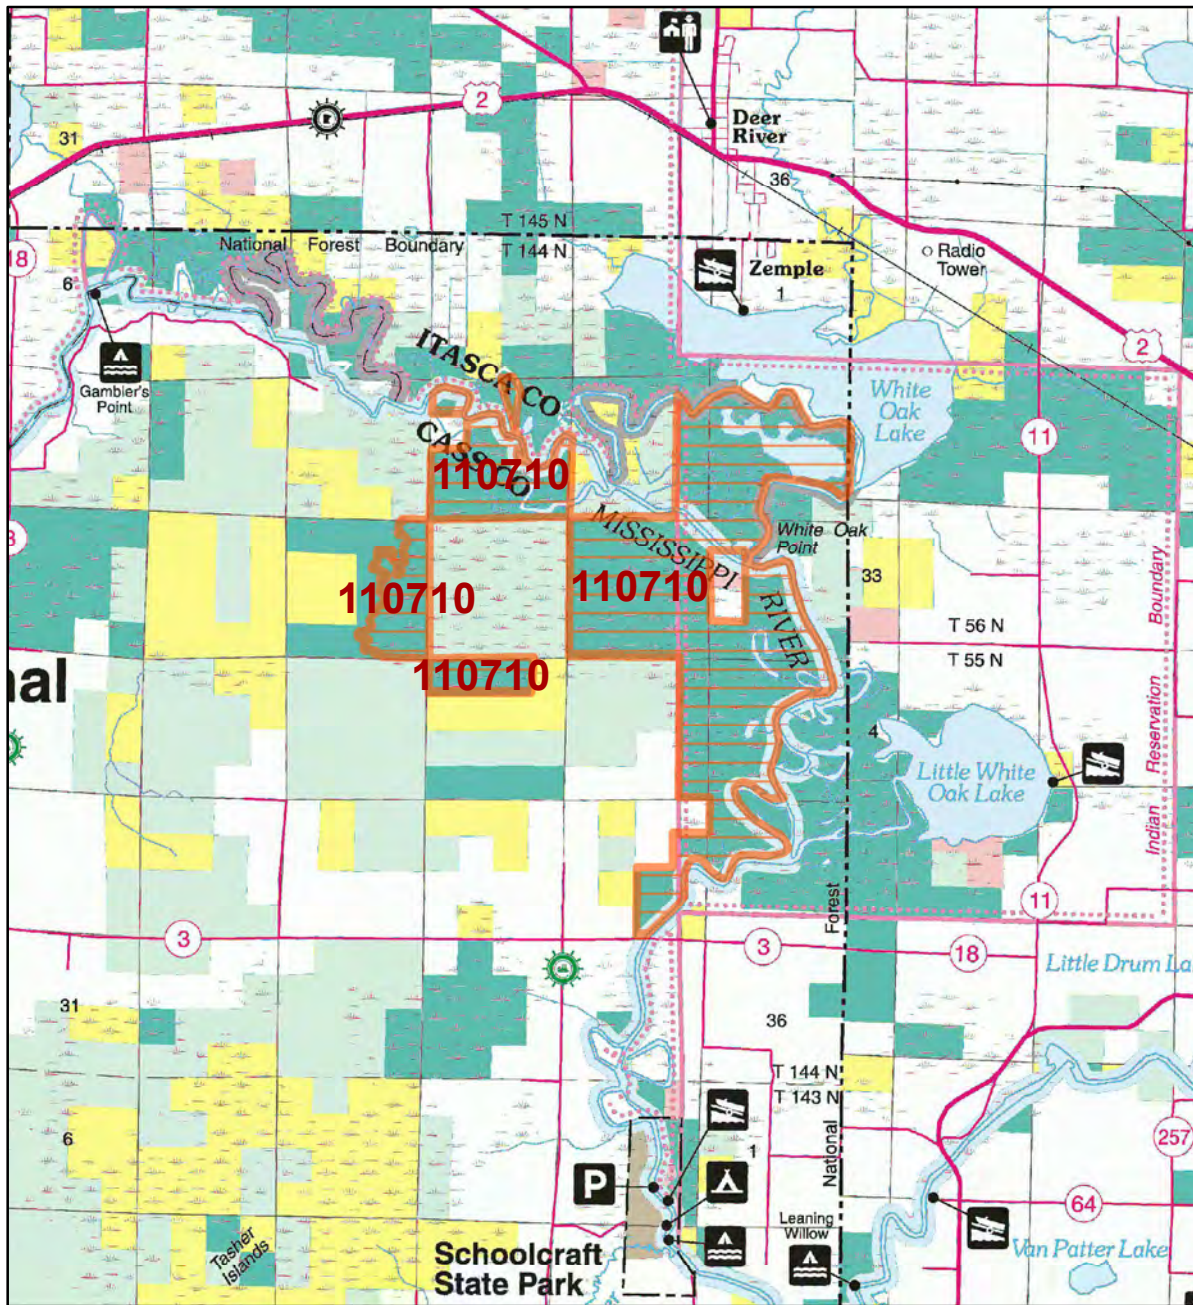 2
Deer
River
31
36
T 145 N
National Forest Boundary
T 144 N
Radio
Tower
18
Zemple
1
6
2
Gambler's
Point
ITASCA CO
White
Oak
Lake
11
CASS CO
110710
MISSISSIPPI
RIVER
White Oak
Point
3
33
110710
110710
Boundary
T 56 N
T 55 N
110710
nal
Reservation
4
Little White
Oak Lake
Indian
11
Forest
3
3
18
Little Drum La
31
36
T 144 N
T 143 N
6
1
257
National
P
64
Leaning
Willow
Tasher
Islands
Schoolcraft
State Park
Van Patter Lake